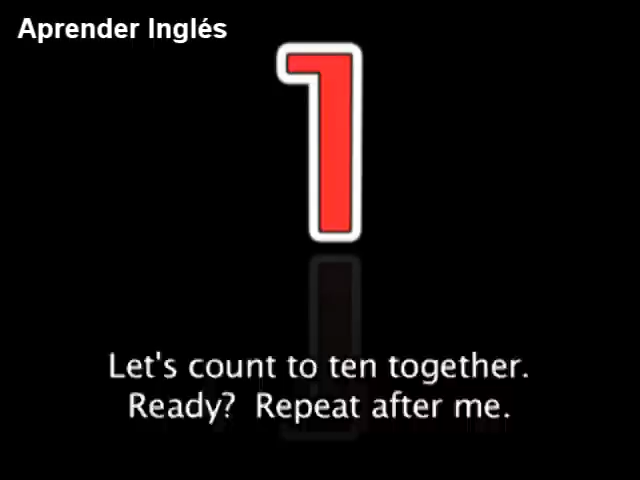 Aprender Inglés
1
Let's count to ten together.
Ready?  Repeat after me.